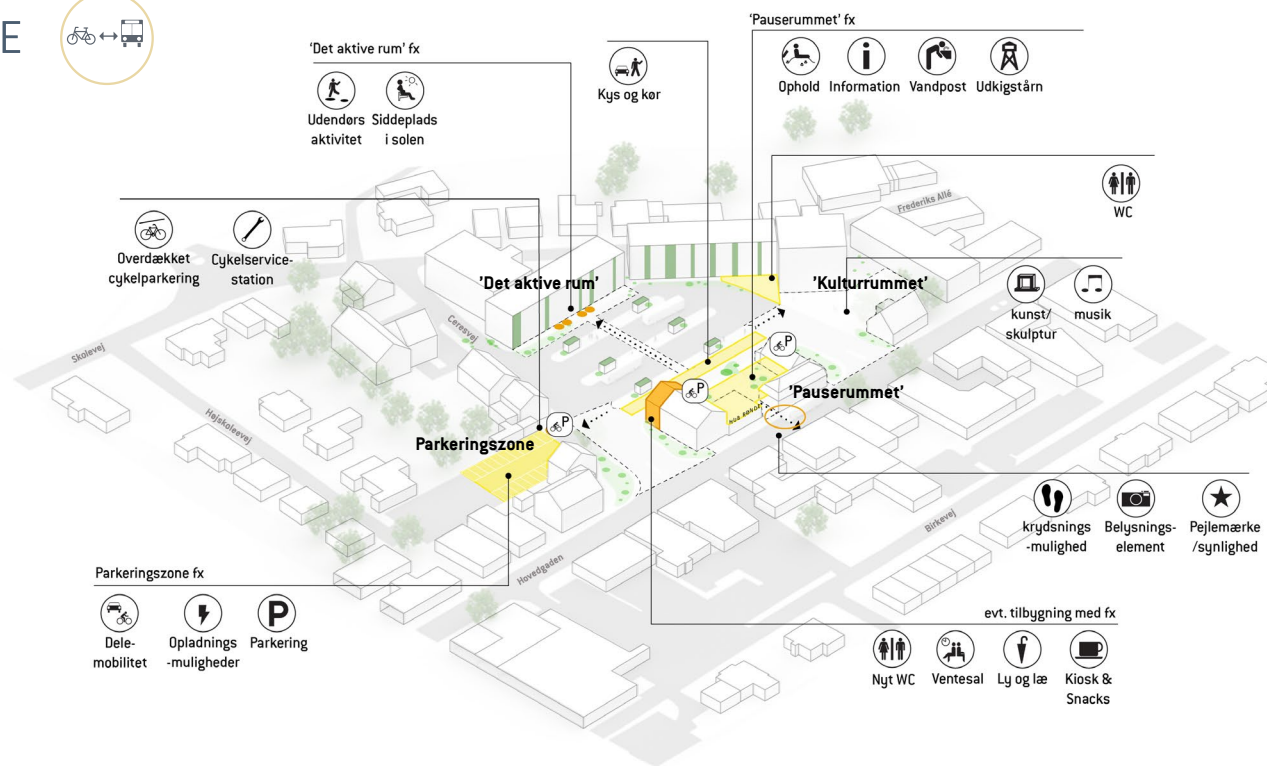 E
'Det aktive rum' fx
Udendørs
aktivitet
Siddeplads
i solen
Kys og kør
'Pauserummet' fx
Ophold
Information
Vandpost
Udkigstårn
WC
Overdækket
cykelparkering
Cykelservice-
station
Frederiks Allé
'Det aktive rum'
'Kulturrummet'
kunst/
skulptur
musik
Ceresvej
Skolevej
P
P
P
'Pauserummet'
HUB RØNDE
Højskolevej
Parkeringszone
Hovedgaden
Birkevej
krydsnings
-mulighed
Belysnings-
element
Pejlemærke
/synlighed
Parkeringszone fx
Dele-
mobilitet
Opladnings
-muligheder
P
Parkering
evt. tilbygning med fx
Nyt WC
Ventesal
Ly og læ
Kiosk &
Snacks